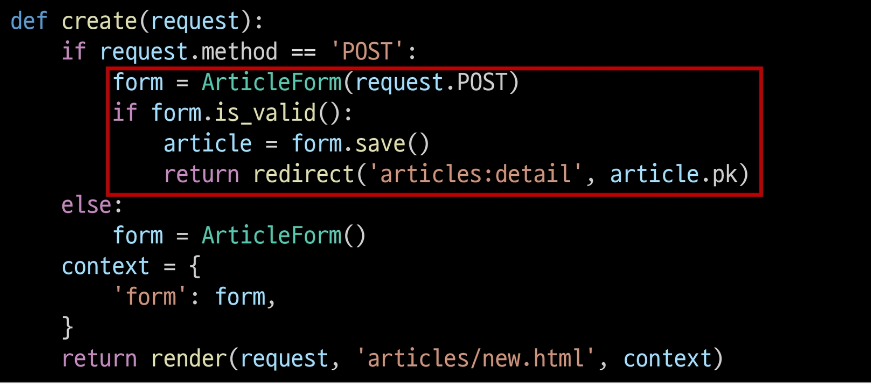 def create(request):
    if request.method == 'POST':
        form = ArticleForm(request.POST)
        if form.is_valid():
            article = form.save()
            return redirect('articles:detail', article.pk)
    else:
        form = ArticleForm()
    context = {
        'form': form,
    }
    return render(request, 'articles/new.html', context)